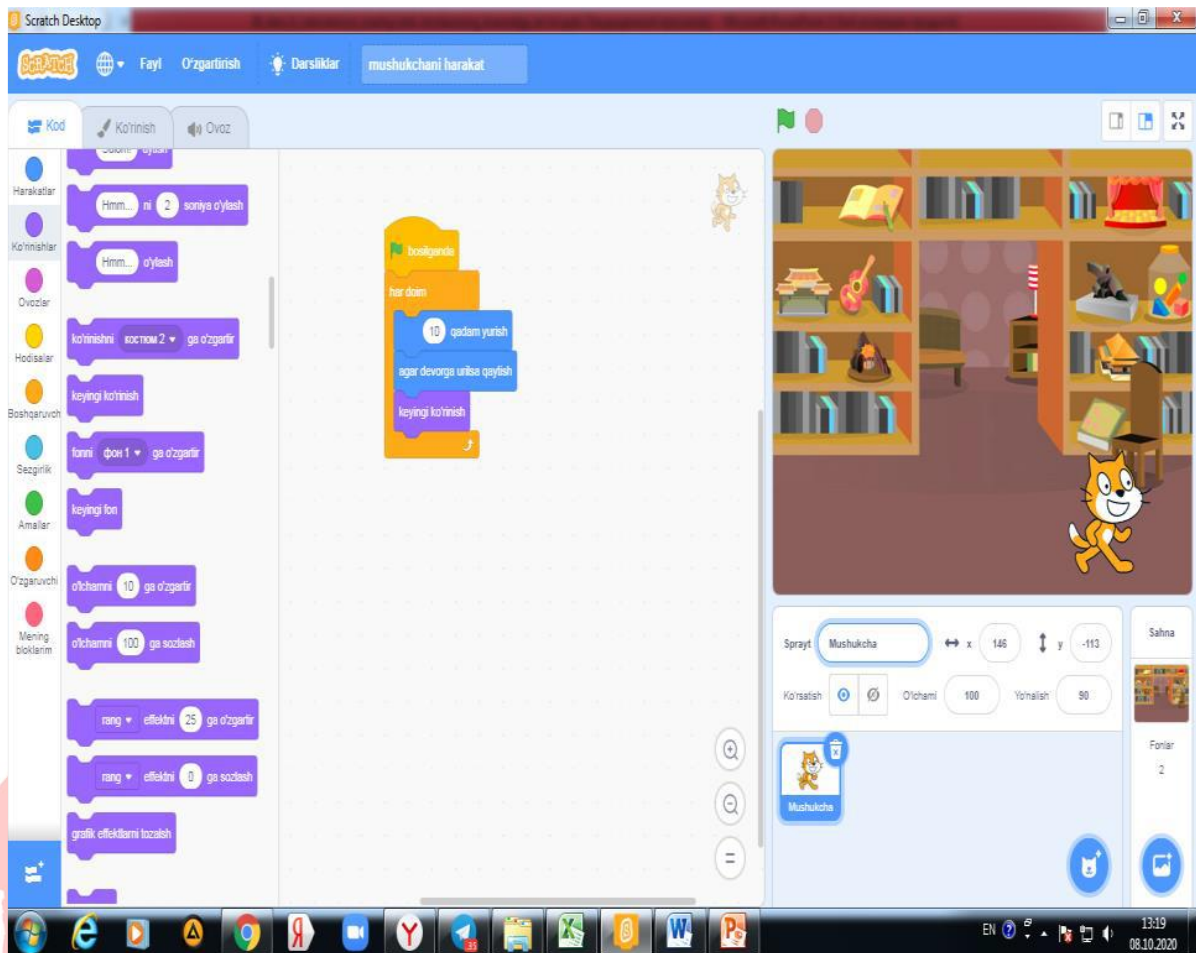 Scratch Desktop
SCRATCH Fayl O'zgartirish Darsliklar mushukchani harakat
Kod Ko'rinish Ovoz
Harakatlar
Ko'rinishlar
Ovozlar
Hodisalar
Boshqaruvch
Sezgirlik
Amallar
O'zgaruvchi
Mening
bloklarim
Hmm... ni 2 soniya o'ylash
Hmm... o'ylash
ko'rinishni костюм 2 ga o'zgartir
keyingi ko'rinish
fonni фон 1 ga o'zgartir
keyingi fon
o'lchamni 10 ga o'zgartir
o'lchamni 100 ga sozlash
rang effektni 25 ga o'zgartir
rang effektni 0 ga sozlash
grafik effektlarni tozalsh
bosilganda
har doim
10 qadam yurish
agar devorga urilsa qaytish
keyingi ko'rinish
Sprayt Mushukcha x 146 y -113
Ko'rsatish O'lchami 100 Yo'nalish 90
Mushukcha
Sahna
Fonlar
2
35
EN 13:19
08.10.2020